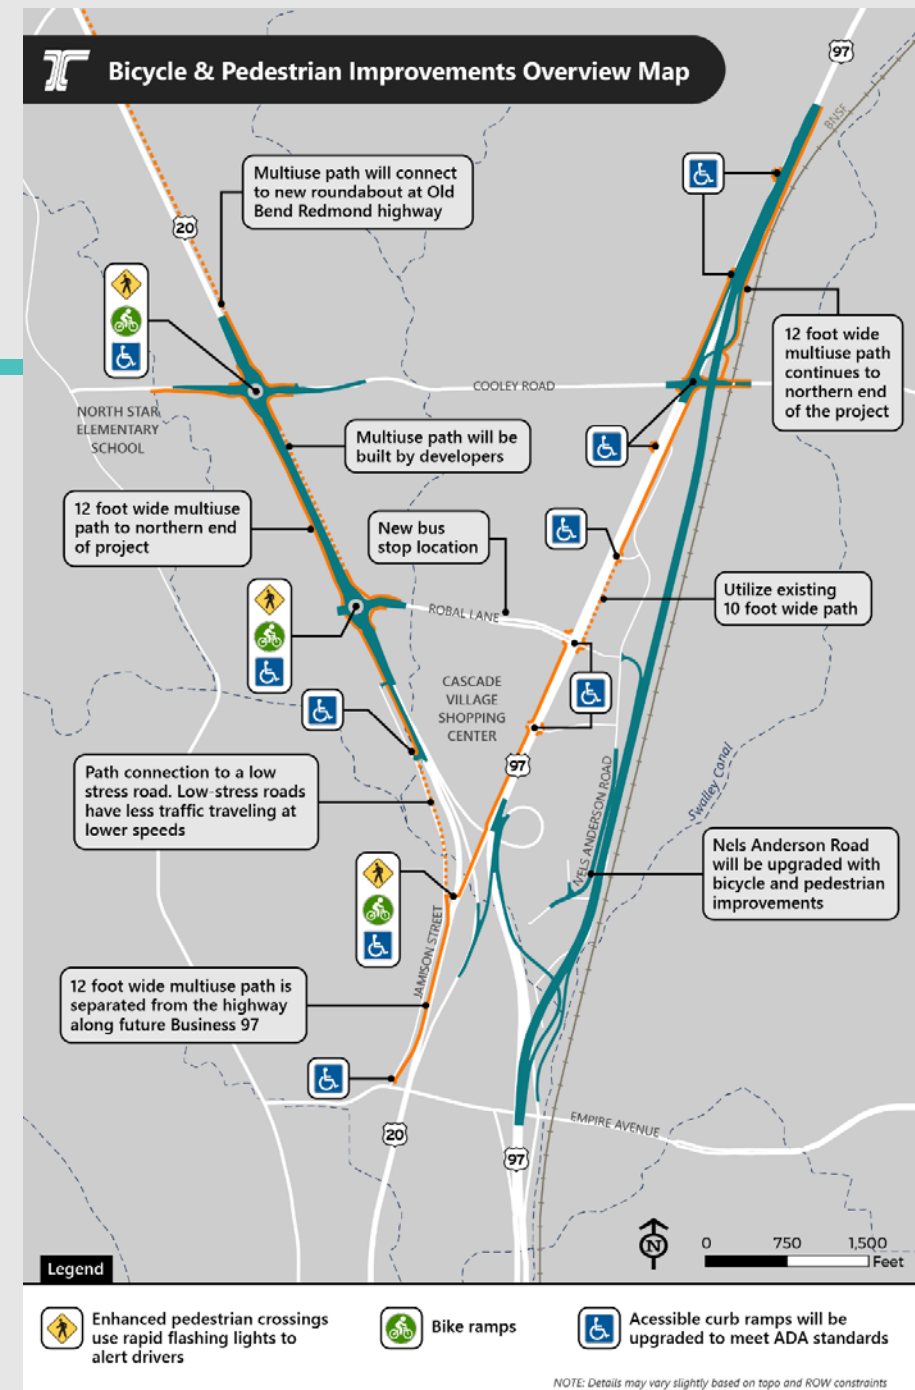 Bicycle & Pedestrian Improvements Overview Map
97
BNSF
Multiuse path will connect
to new roundabout at Old
Bend Redmond highway
20
12 foot wide
multiuse path
continues to
northern end
of the project
COOLEY ROAD
NORTH STAR
ELEMENTARY
SCHOOL
Multiuse path will be
built by developers
12 foot wide multiuse
path to northern end
of project
New bus
stop location
Utilize existing
10 foot wide path
ROBAL LANE
CASCADE
VILLAGE
SHOPPING
CENTER
97
Swalley Canal
NELS ANDERSON ROAD
Path connection to a low
stress road. Low-stress roads
have less traffic traveling at
lower speeds
Nels Anderson Road
will be upgraded with
bicycle and pedestrian
improvements
JAMISON STREET
12 foot wide multiuse path is
separated from the highway
along future Business 97
EMPIRE AVENUE
20
97
N
0 750 1,500
Feet
Legend
Enhanced pedestrian crossings
use rapid flashing lights to
alert drivers
Bike ramps
Acessible curb ramps will be
upgraded to meet ADA standards
NOTE: Details may vary slightly based on topo and ROW constraints